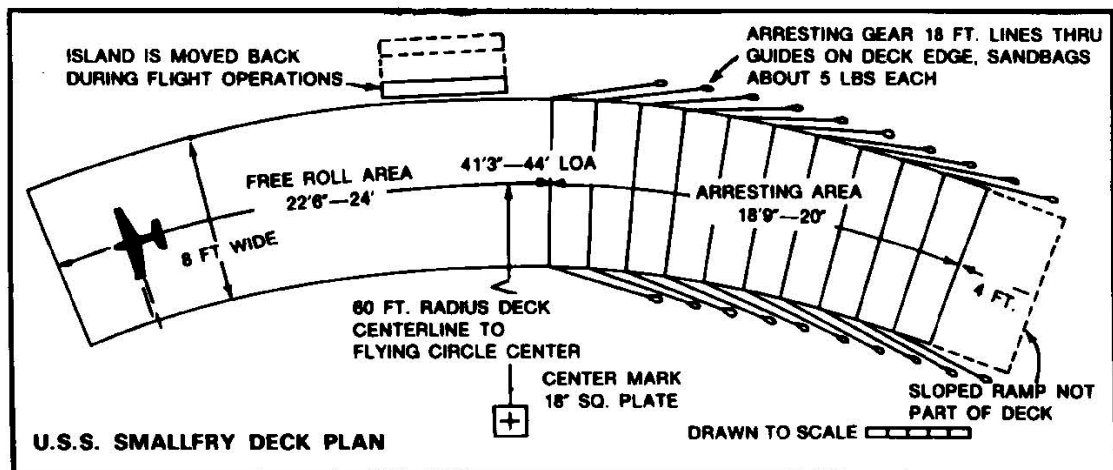 ISLAND IS MOVED BACK
DURING FLIGHT OPERATIONS
ARRESTING GEAR 18 FT. LINES THRU
GUIDES ON DECK EDGE, SANDBAGS
ABOUT 5 LBS EACH
41'3"—44' LOA
FREE ROLL AREA
22'6"—24'
ARRESTING AREA
18'9"—20"
8 FT WIDE
4 FT.
60 FT. RADIUS DECK
CENTERLINE TO
FLYING CIRCLE CENTER
CENTER MARK
18" SQ. PLATE
SLOPED RAMP NOT
PART OF DECK
U.S.S. SMALLFRY DECK PLAN
DRAWN TO SCALE